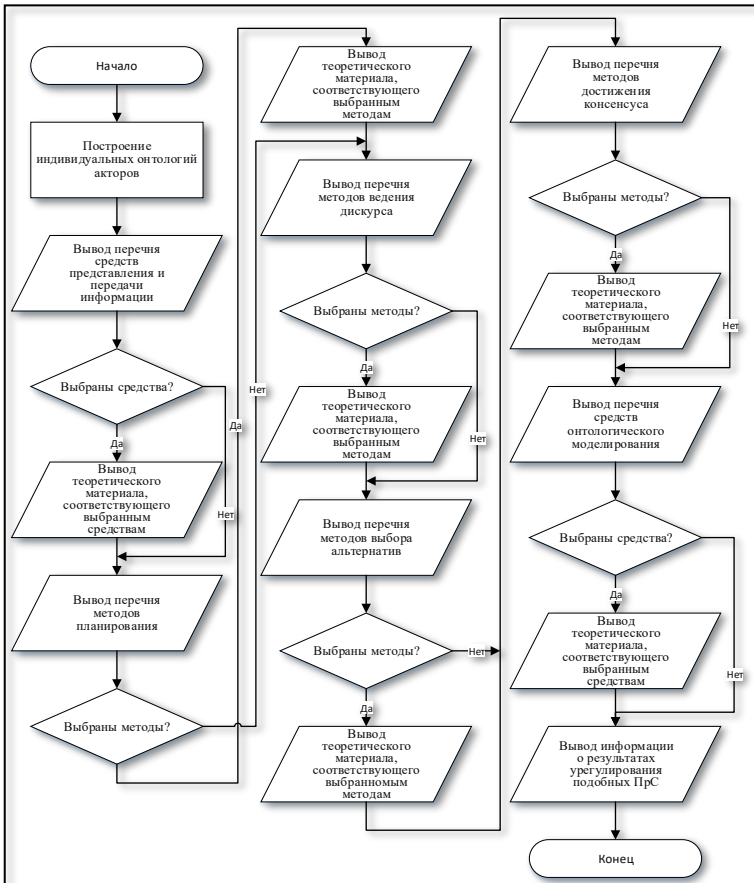 Начало
Построение
индивидуальных онтологий
акторов
Вывод перечня
средств
представления и
передачи
информации
Выбраны средства?
Да
Нет
Вывод
теоретического
материала,
соответствующего
выбранным
средствам
Вывод перечня
методов
планирования
Выбраны методы?
Да
Нет
Вывод
теоретического
материала,
соответствующего
выбранным методам
Вывод перечня
методов ведения
дискурса
Выбраны методы?
Да
Нет
Вывод
теоретического
материала,
соответствующего
выбранным
методам
Вывод перечня
методов выбора
альтернатив
Выбраны методы?
Нет
Да
Вывод
теоретического
материала,
соответствующего
выбранномым
методам
Вывод перечня
методов
достижения
консенсуса
Выбраны методы?
Да
Нет
Вывод
теоретического
материала,
соответствующего
выбранным
методам
Вывод перечня
средств
онтологического
моделирования
Выбраны средства?
Да
Нет
Вывод
теоретического
материала,
соответствующего
выбранным
средствам
Вывод информации
о результатах
урегулирования
подобных ПрС
Конец